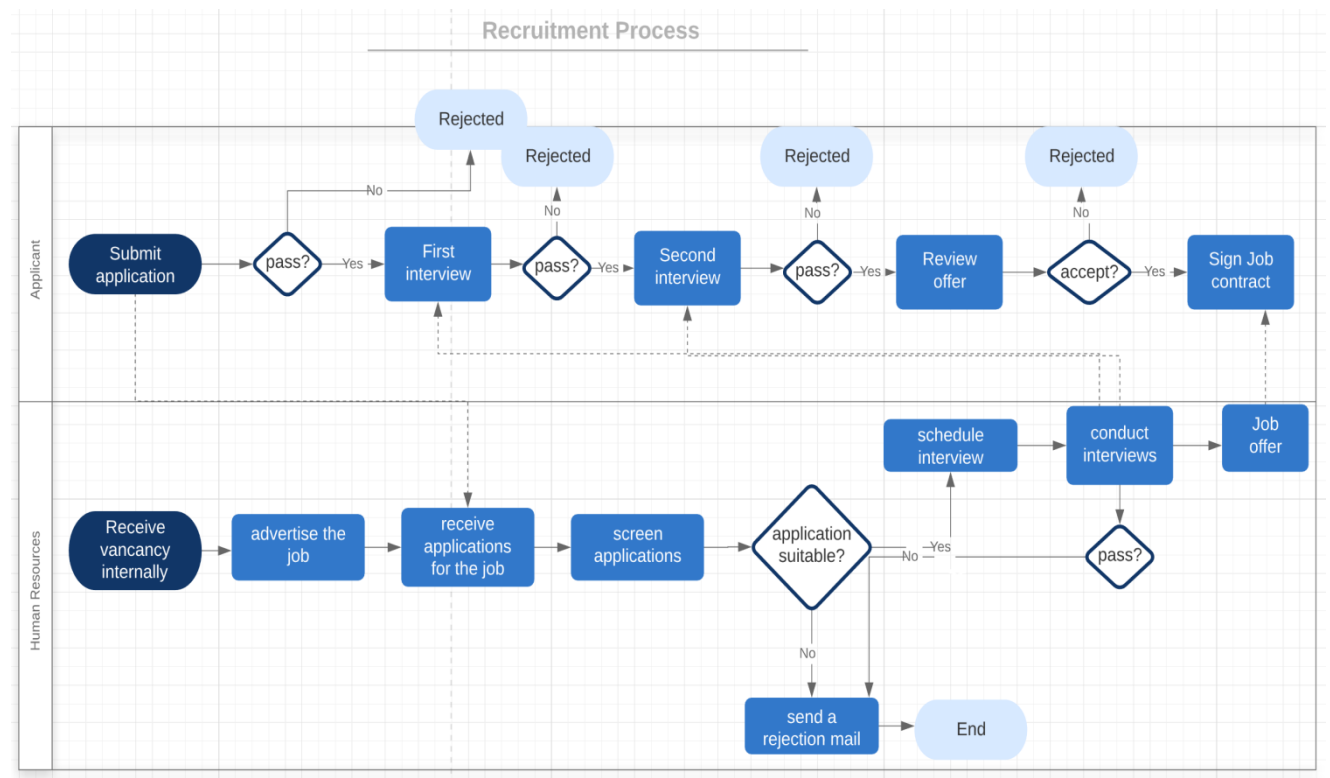 Recruitment Process
Applicant
Rejected
Rejected
Rejected
Rejected
No
No
No
No
Submit
application
pass?
Yes
First
interview
pass?
Yes
Second
interview
pass?
Yes
Review
offer
accept?
Yes
Sign Job
contract
Human Resources
schedule
interview
conduct
interviews
Job
offer
Receive
vancancy
internally
advertise the
job
receive
applications
for the job
screen
applications
application
suitable?
Yes
No
pass?
No
send a
rejection mail
End